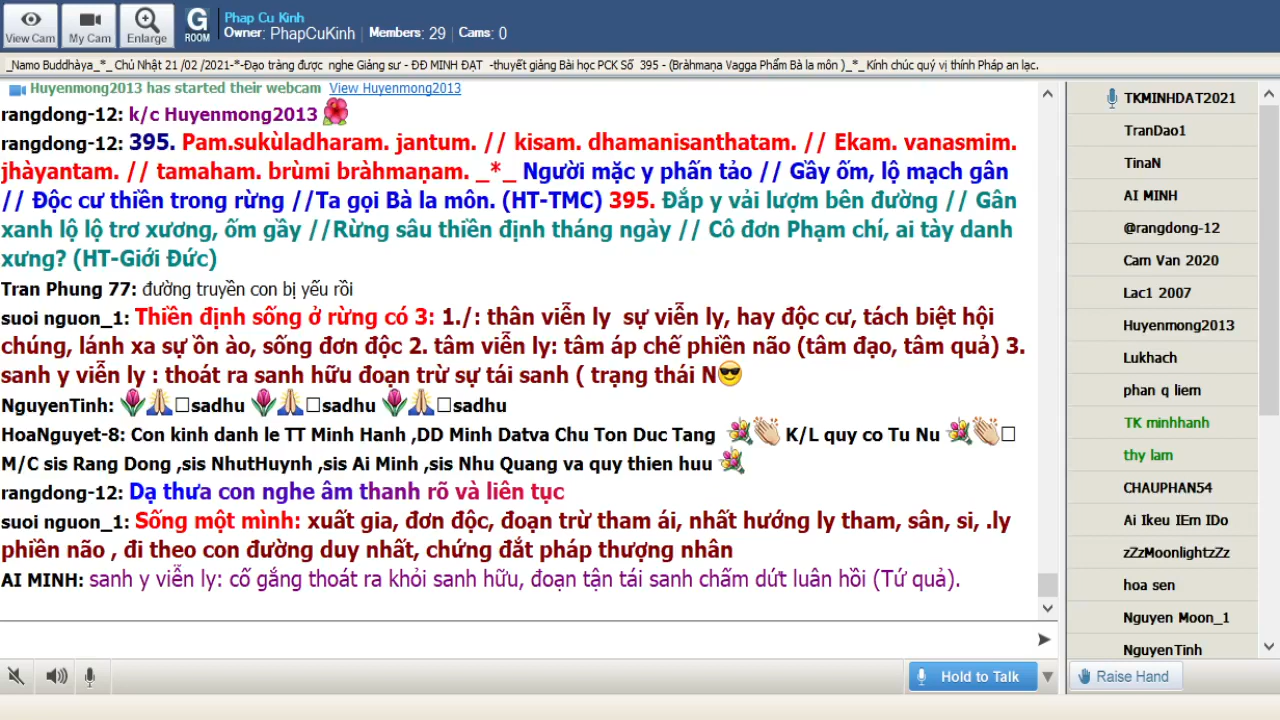 View Cam
My Cam
Enlarge
G
ROOM
Phap Cu Kinh
Owner: PhapCuKinh | Members: 29 | Cams: 0
_Namo Buddhàya_*_ Chủ Nhật 21 /02 /2021-*-Đạo tràng được nghe Giảng sư - ĐĐ MINH ĐẠT -thuyết giảng Bài học PCK Số 395 - (Bràhmaṇa Vagga Phẩm Bà la môn )_*_ Kính chúc quý vị thính Pháp an lạc.
Huyenmong2013 has started their webcam View Huyenmong2013
rangdong-12: k/c Huyenmong2013 🌺
rangdong-12: 395. Pam.sukùladharam. jantum. // kisam. dhamanisanthatam. // Ekam. vanasmim.
jhàyantam. // tamaham. brùmi bràhmaṇam. _*_ Người mặc y phấn tảo // Gầy ốm, lộ mạch gân
// Độc cư thiền trong rừng //Ta gọi Bà la môn. (HT-TMC) 395. Đắp y vải lượm bên đường // Gân
xanh lộ lộ trơ xương, ốm gầy //Rừng sâu thiền định tháng ngày // Cô đơn Phạm chí, ai tày danh
xưng? (HT-Giới Đức)
Tran Phung 77: đường truyền con bị yếu rồi
suoi nguon_1: Thiền định sống ở rừng có 3: 1./: thân viễn ly sự viễn ly, hay độc cư, tách biệt hội
chúng, lánh xa sự ồn ào, sống đơn độc 2. tâm viễn ly: tâm áp chế phiền não (tâm đạo, tâm quả) 3.
sanh y viễn ly : thoát ra sanh hữu đoạn trừ sự tái sanh ( trạng thái N😎
NguyenTinh: 🌷🙏□sadhu 🌷🙏□sadhu 🌷🙏□sadhu
HoaNguyet-8: Con kinh danh le TT Minh Hanh ,DD Minh Datva Chu Ton Duc Tang 💐👏 K/L quy co Tu Nu 💐👏□
M/C sis Rang Dong ,sis NhutHuynh ,sis Ai Minh ,sis Nhu Quang va quy thien huu 💐
rangdong-12: Dạ thưa con nghe âm thanh rõ và liên tục
suoi nguon_1: Sống một mình: xuất gia, đơn độc, đoạn trừ tham ái, nhất hướng ly tham, sân, si, .ly
phiền não , đi theo con đường duy nhất, chứng đắt pháp thượng nhân
AI MINH: sanh y viễn ly: cố gắng thoát ra khỏi sanh hữu, đoạn tận tái sanh chấm dứt luân hồi (Tứ quả).
Hold to Talk
TKMINHDAT2021
TranDao1
TinaN
AI MINH
@rangdong-12
Cam Van 2020
Lac1 2007
Huyenmong2013
Lukhach
phan q liem
TK minhhanh
thy lam
CHAUPHAN54
Ai Ikeu IEm IDo
zZzMoonlightzZz
hoa sen
Nguyen Moon_1
NguyenTinh
Raise Hand